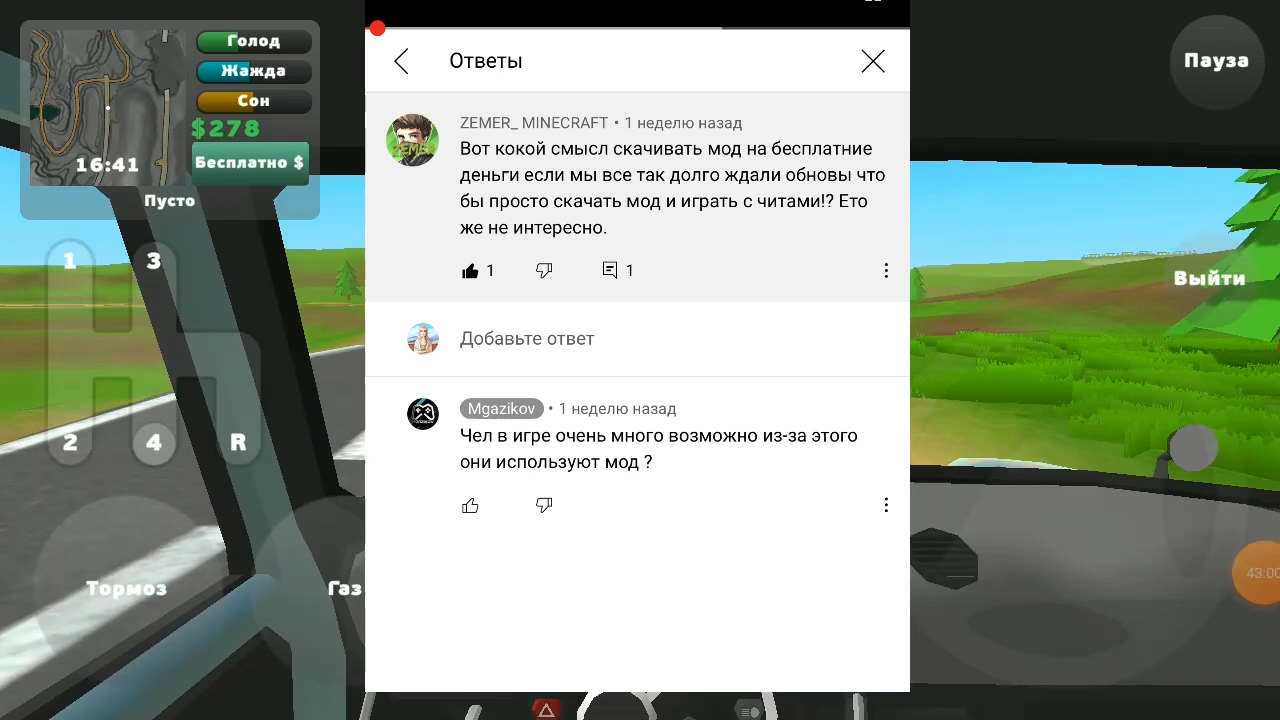 Голод
Жажда
Сон
$278
16:41
Бесплатно $
Пусто
1
3
2
4
R
Тормоз
Газ
Ответы
ZEMER_ MINECRAFT • 1 неделю назад
Вот кокой смысл скачивать мод на бесплатние
деньги если мы все так долго ждали обновы что
бы просто скачать мод и играть с читами!? Ето
же не интересно.
1
1
Добавьте ответ
Mgazikov • 1 неделю назад
Чел в игре очень много возможно из-за этого
они используют мод ?
Пауза
Выйти
43:00